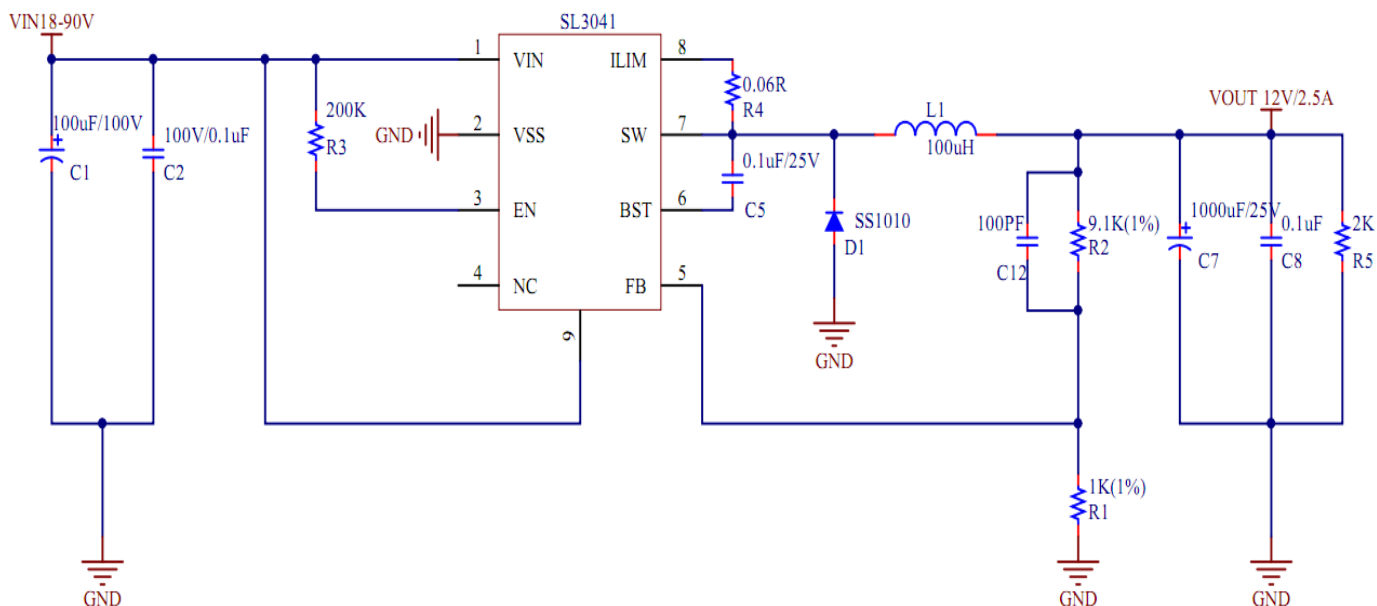 VIN18-90V
SL3041
1
VIN
ILIM
8
100uF/100V
C1
100V/0.1uF
C2
200K
R3
0.06R
R4
VOUT 12V/2.5A
GND
2
VSS
SW
7
L1
100uH
0.1uF/25V
C5
3
EN
BST
6
SS1010
D1
100PF
C12
9.1K(1%)
R2
1000uF/25V
C7
0.1uF
C8
2K
R5
4
NC
FB
5
9
GND
1K(1%)
R1
GND
GND
GND